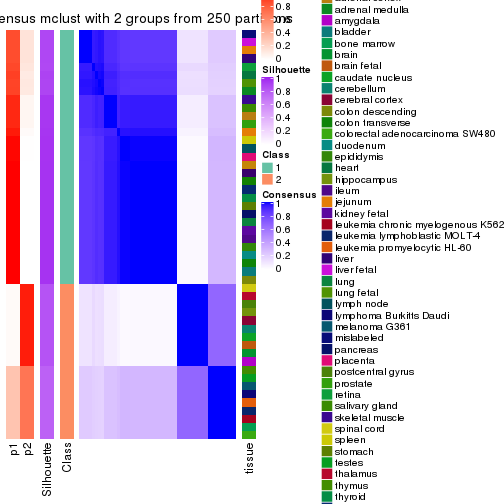 ensus mclust with 2 groups from 250 partitions
0.8
0.6
0.4
0.2
0
Silhouette
1
0.8
0.6
0.4
0.2
0
Class
1
2
Consensus
1
0.8
0.6
0.4
0.2
0
p1
p2
Silhouette
Class
tissue
adrenal medulla
amygdala
bladder
bone marrow
brain
brain fetal
caudate nucleus
cerebellum
cerebral cortex
colon descending
colon transverse
colorectal adenocarcinoma SW480
duodenum
epididymis
heart
hippocampus
ileum
jejunum
kidney fetal
leukemia chronic myelogenous K562
leukemia lymphoblastic MOLT-4
leukemia promyelocytic HL-60
liver
liver fetal
lung
lung fetal
lymph node
lymphoma Burkitts Daudi
melanoma G361
mislabeled
pancreas
placenta
postcentral gyrus
prostate
retina
salivary gland
skeletal muscle
spinal cord
spleen
stomach
testes
thalamus
thymus
thyroid